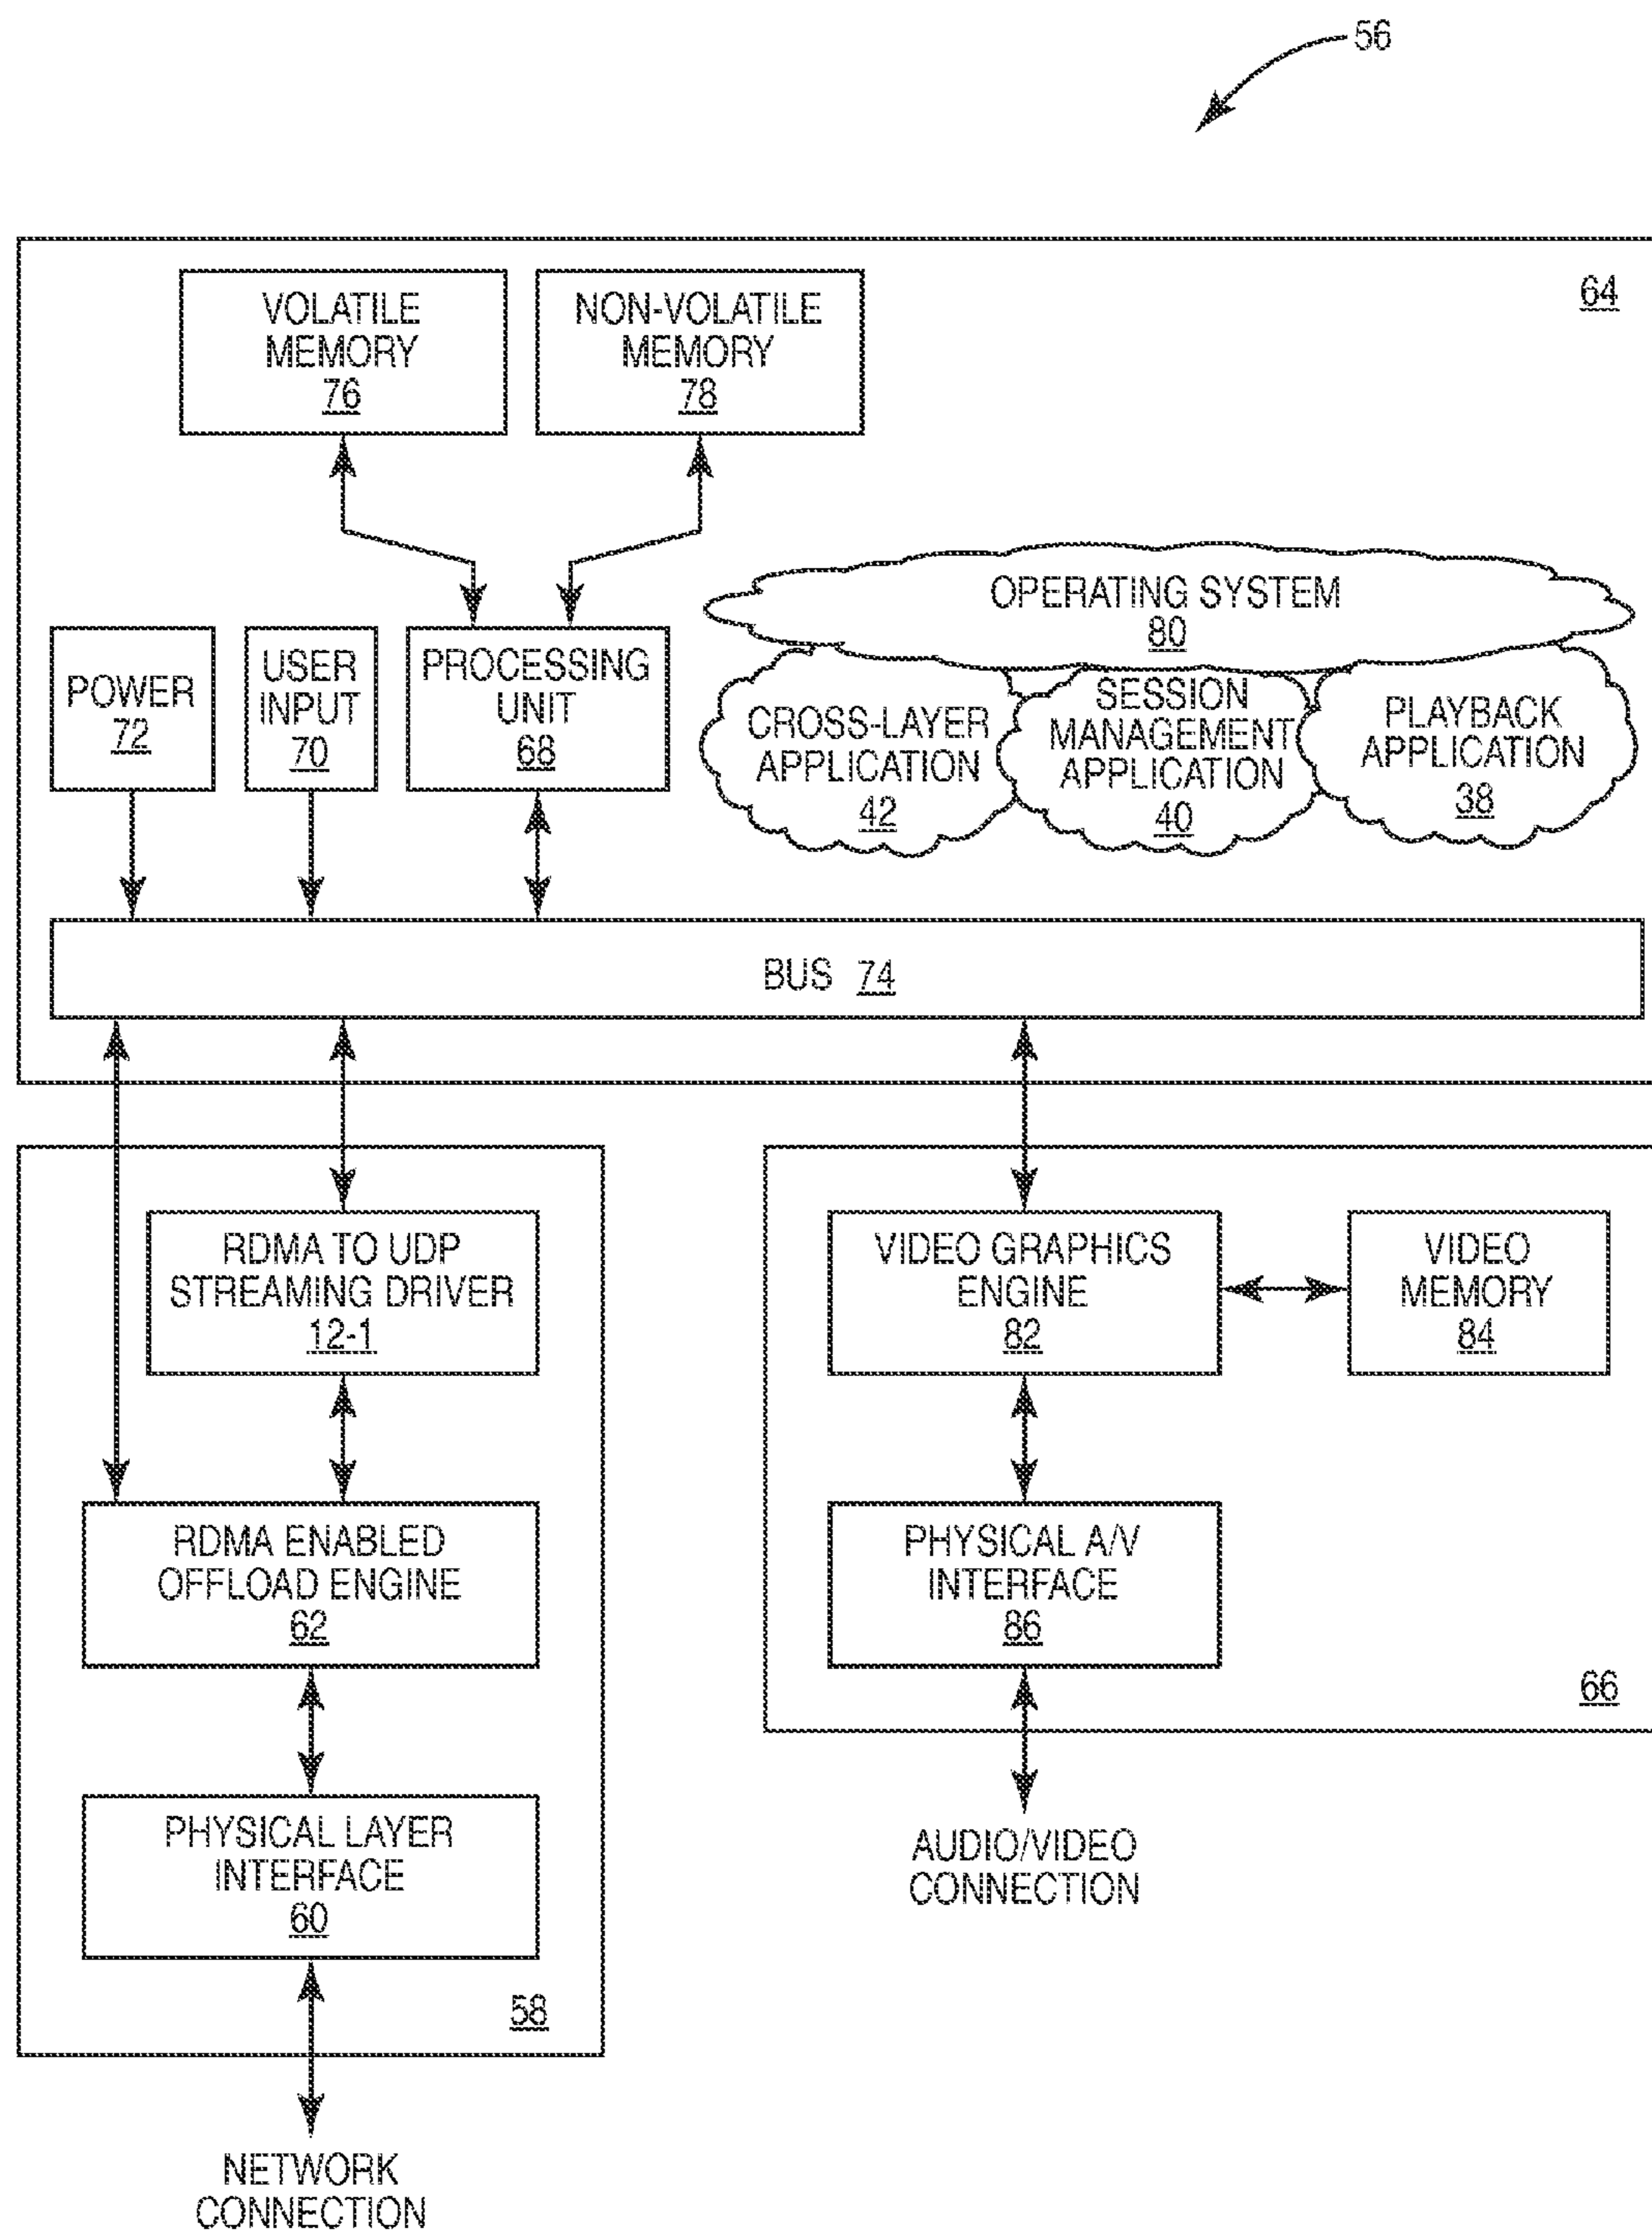 56
64
VOLATILE
MEMORY
76
NON-VOLATILE
MEMORY
78
OPERATING SYSTEM
80
POWER
72
USER
INPUT
70
PROCESSING
UNIT
68
CROSS-LAYER
APPLICATION
42
SESSION
MANAGEMENT
APPLICATION
40
PLAYBACK
APPLICATION
38
BUS 74
RDMA TO UDP
STREAMING DRIVER
12-1
VIDEO GRAPHICS
ENGINE
82
VIDEO
MEMORY
84
RDMA ENABLED
OFFLOAD ENGINE
62
PHYSICAL A/V
INTERFACE
86
66
PHYSICAL LAYER
INTERFACE
60
AUDIO/VIDEO
CONNECTION
58
NETWORK
CONNECTION